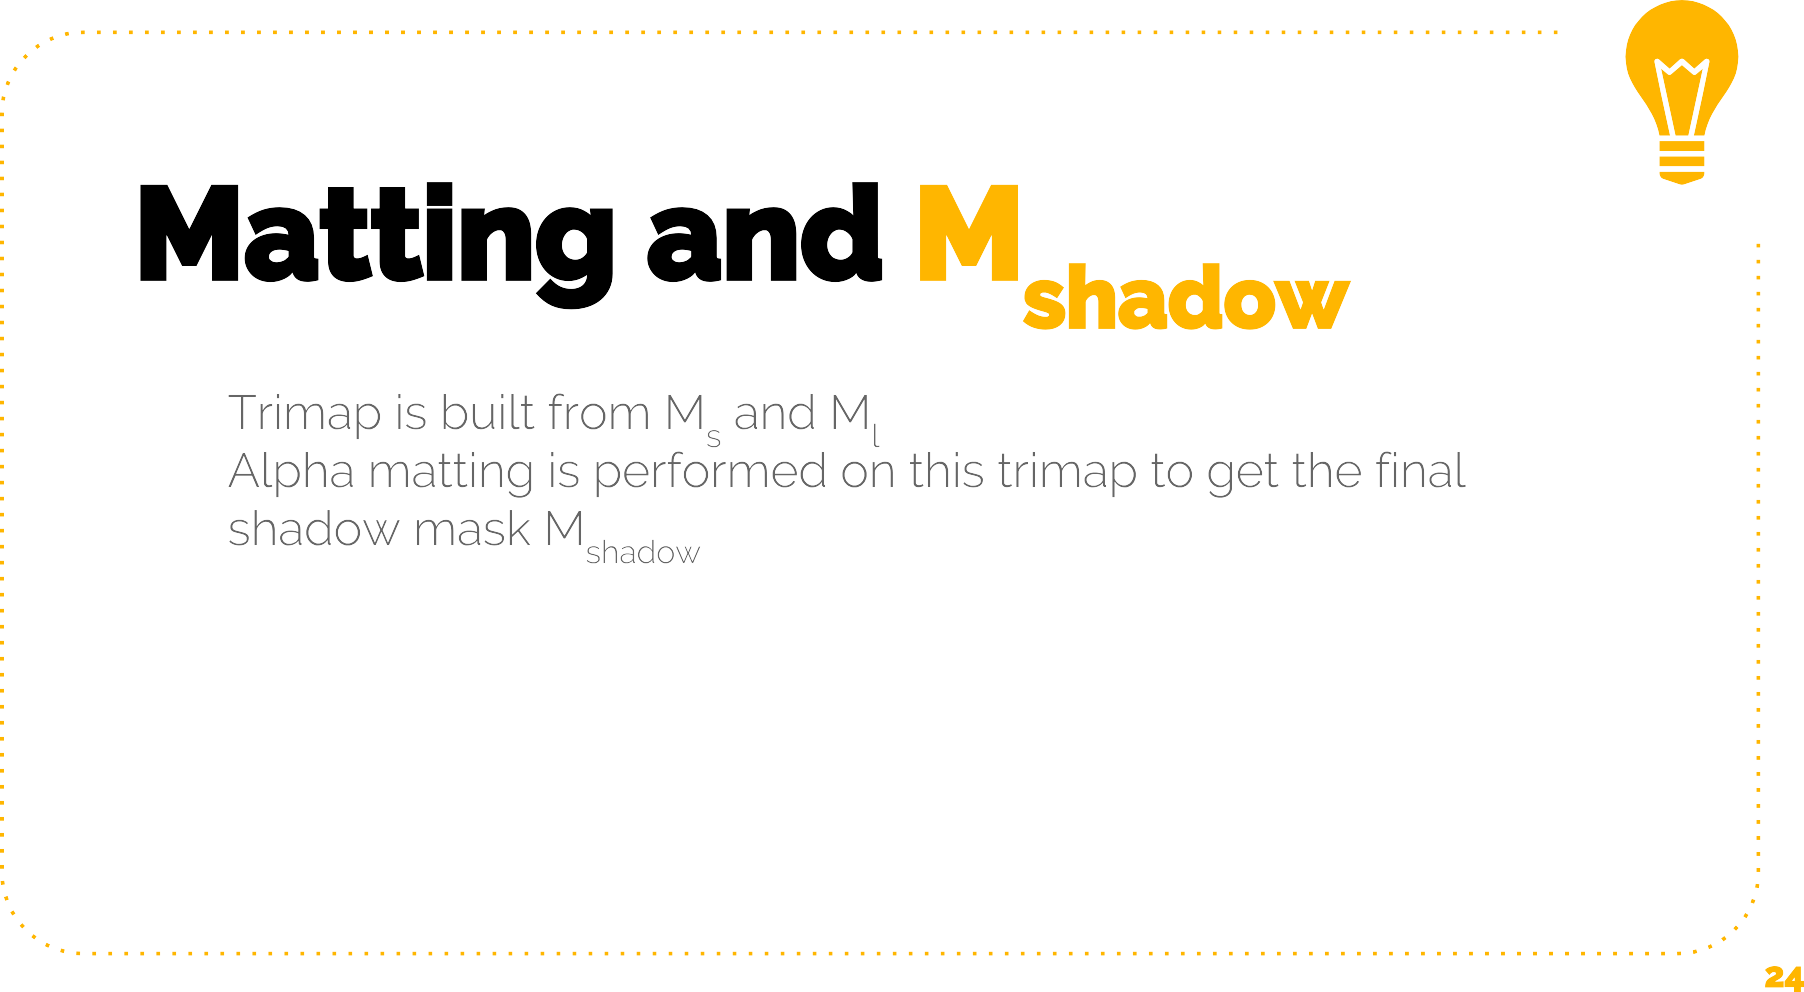 Matting and Mshadow
Trimap is built from Ms and Ml
Alpha matting is performed on this trimap to get the final
shadow mask Mshadow
24